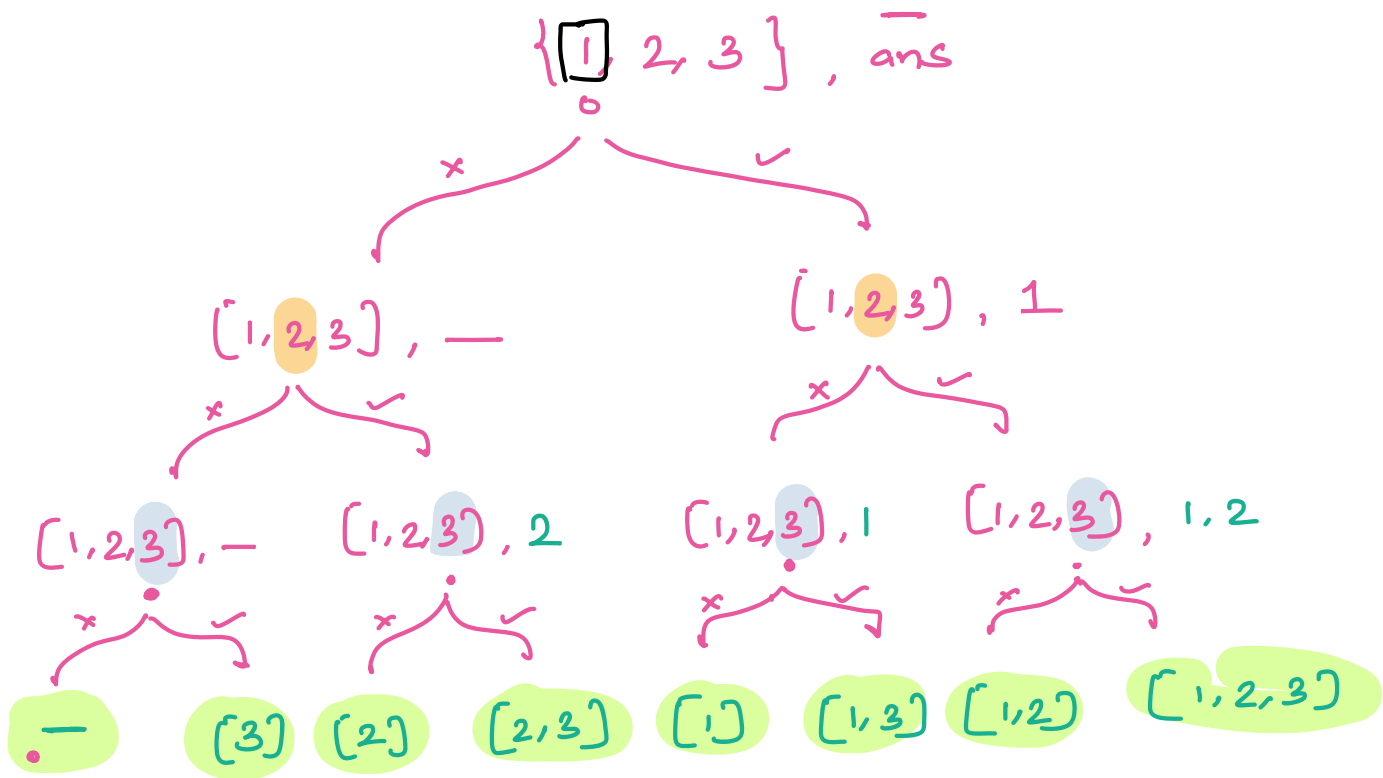 {1, 2, 3], ans
× ✓
[1, 2, 3], —
[1, 2, 3], 1
× ✓ × ✓
[1, 2, 3], —
[1, 2, 3], 2
[1, 2, 3], 1
[1, 2, 3], 1, 2
× ✓ × ✓ × ✓ × ✓
—
[3]
[2]
[2, 3]
[1]
[1, 3]
[1, 2]
[1, 2, 3]